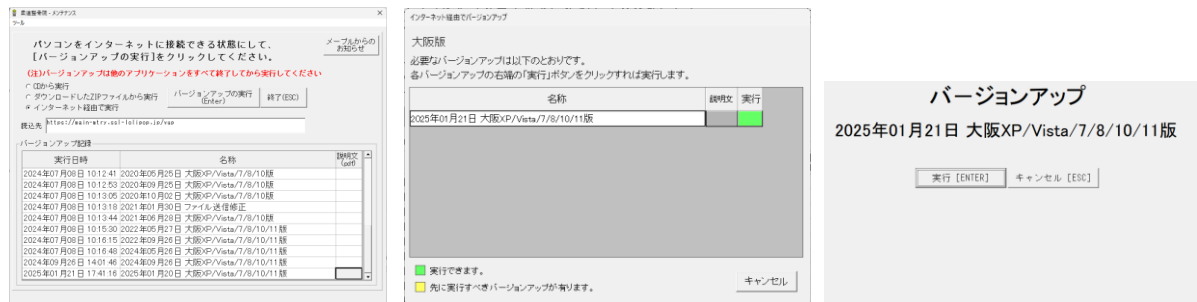 柔道整骨院 - メンテナンス
ツール
メープルからの
お知らせ
パソコンをインターネットに接続できる状態にして、
[バージョンアップの実行]をクリックしてください。
(注)バージョンアップは他のアプリケーションをすべて終了してから実行してください
CDから実行
ダウンロードしたZIPファイルから実行
インターネット経由で実行
バージョンアップの実行
(Enter)
終了(ESC)
読込先
バージョンアップ記録
実行日時 名称 説明文
(pdf)
2024年07月08日 10:12:41 2020年05月25日 大阪XP/Vista/7/8/10版
2024年07月08日 10:12:53 2020年09月25日 大阪XP/Vista/7/8/10版
2024年07月08日 10:13:05 2020年10月02日 大阪XP/Vista/7/8/10版
2024年07月08日 10:13:18 2021年01月30日 ファイル送信修正
2024年07月08日 10:13:44 2021年06月28日 大阪XP/Vista/7/8/10版
2024年07月08日 10:15:30 2022年05月27日 大阪XP/Vista/7/8/10/11版
2024年07月08日 10:16:15 2022年09月26日 大阪XP/Vista/7/8/10/11版
2024年07月08日 10:16:48 2024年05月26日 大阪XP/Vista/7/8/10/11版
2024年09月26日 14:01:46 2024年09月26日 大阪XP/Vista/7/8/10/11版
2025年01月21日 17:41:16 2025年01月20日 大阪XP/Vista/7/8/10/11版
インターネット経由でバージョンアップ
大阪版
必要なバージョンアップは以下のとおりです。
各バージョンアップの右端の「実行」ボタンをクリックすれば実行します。
名称 説明文 実行
2025年01月21日 大阪XP/Vista/7/8/10/11版
実行できます。
先に実行すべきバージョンアップが有ります。
キャンセル
バージョンアップ
2025年01月21日 大阪XP/Vista/7/8/10/11版
実行 [ENTER]
キャンセル [ESC]